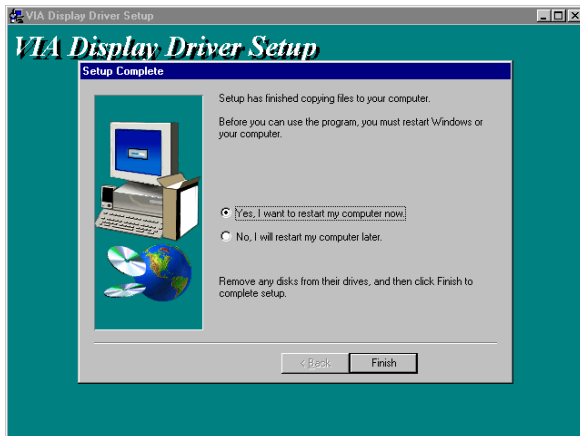 VIA Display Driver Setup
VIA Display Driver Setup
Setup Complete
Setup has finished copying files to your computer.
Before you can use the program, you must restart Windows or
your computer.
Yes, I want to restart my computer now.
No, I will restart my computer later.
Remove any disks from their drives, and then click Finish to
complete setup.
< Back
Finish